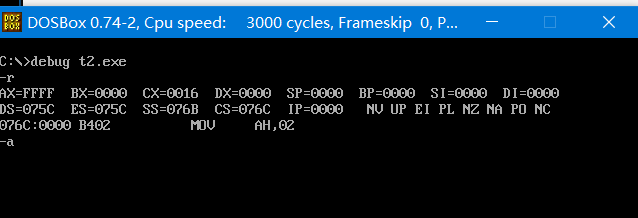 DOS
BOX
DOSBox 0.74-2, Cpu speed:    3000 cycles, Frameskip  0, P...
C:\>debug t2.exe
-r
AX=FFFF  BX=0000  CX=0016  DX=0000  SP=0000  BP=0000  SI=0000  DI=0000
DS=075C  ES=075C  SS=076B  CS=076C  IP=0000   NV UP EI PL NZ NA PO NC
076C:0000 B402          MOV     AH,02
-a